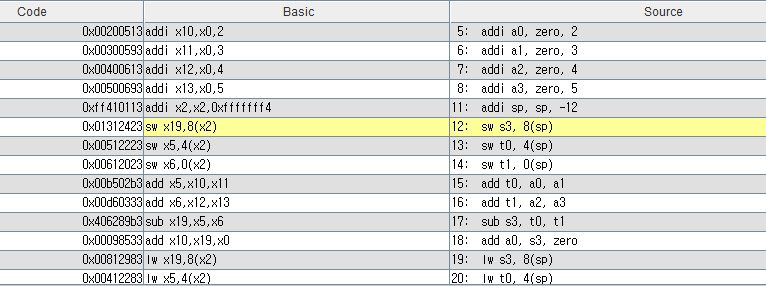 Code Basic Source
0x00200513 addi x10,x0,2 5: addi a0, zero, 2
0x00300593 addi x11,x0,3 6: addi a1, zero, 3
0x00400613 addi x12,x0,4 7: addi a2, zero, 4
0x00500693 addi x13,x0,5 8: addi a3, zero, 5
0xff410113 addi x2,x2,0xfffffff4 11: addi sp, sp, -12
0x01312423 sw x19,8(x2) 12: sw s3, 8(sp)
0x00512223 sw x5,4(x2) 13: sw t0, 4(sp)
0x00612023 sw x6,0(x2) 14: sw t1, 0(sp)
0x00b502b3 add x5,x10,x11 15: add t0, a0, a1
0x00d60333 add x6,x12,x13 16: add t1, a2, a3
0x406289b3 sub x19,x5,x6 17: sub s3, t0, t1
0x00098533 add x10,x19,x0 18: add a0, s3, zero
0x00812983 lw x19,8(x2) 19: lw s3, 8(sp)
0x00412283 lw x5,4(x2) 20: lw t0, 4(sp)